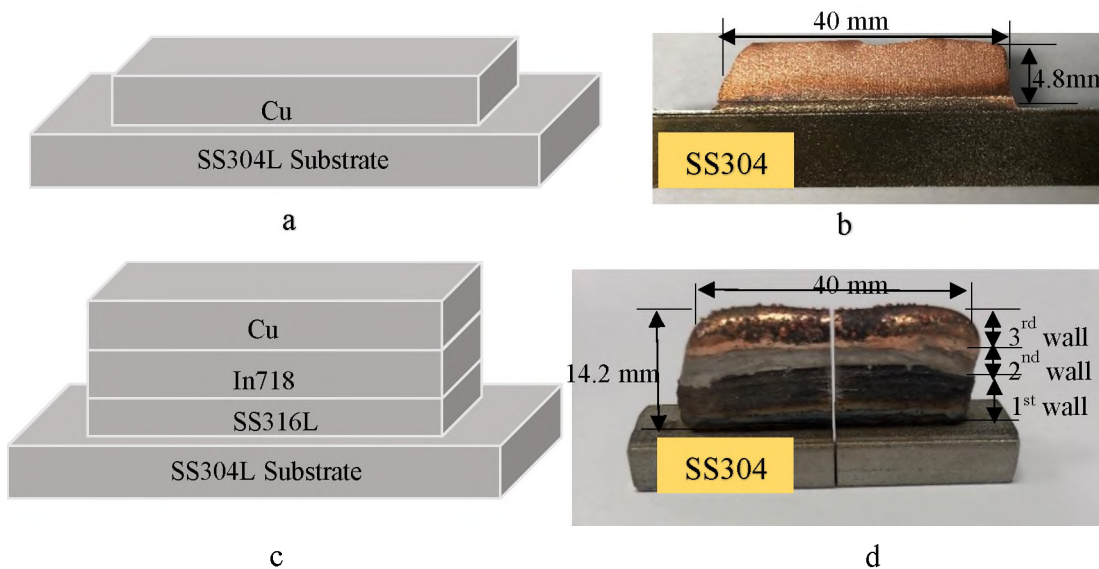 Cu
SS304L Substrate
a
40 mm
4.8mm
SS304
b
Cu
In718
SS316L
SS304L Substrate
c
40 mm
14.2 mm
3rd wall
2nd wall
1st wall
SS304
d